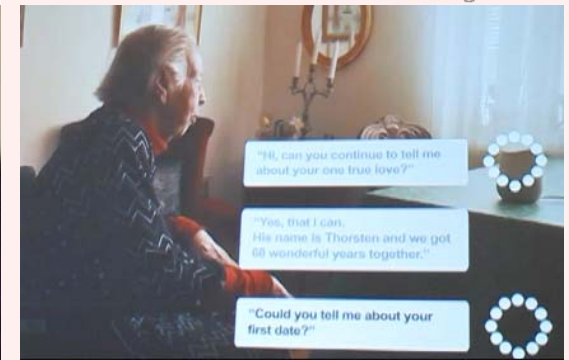 "Hi, can you continue to tell me
about your one true love?"
"Yes, that I can.
His name is Thorsten and we got
68 wonderful years together."
"Could you tell me about your
first date?"